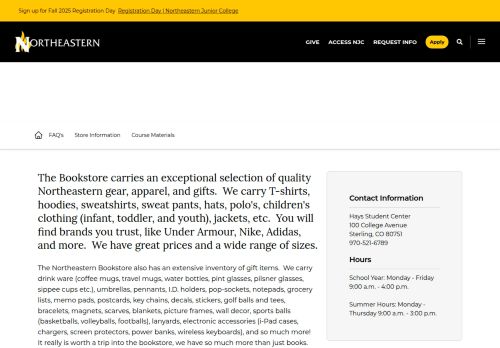 Sign up for Fall 2025 Registration Day Registration Day | Northeastern Junior College
NORTHEASTERN
GIVE ACCESS NJC REQUEST INFO Apply
FAQ's Store Information Course Materials
The Bookstore carries an exceptional selection of quality
Northeastern gear, apparel, and gifts. We carry T-shirts,
hoodies, sweatshirts, sweat pants, hats, polo's, children's
clothing (infant, toddler, and youth), jackets, etc. You will
find brands you trust, like Under Armour, Nike, Adidas,
and more. We have great prices and a wide range of sizes.
The Northeastern Bookstore also has an extensive inventory of gift items. We carry
drink ware (coffee mugs, travel mugs, water bottles, pint glasses, pilsner glasses,
sippee cups etc.), umbrellas, pennants, I.D. holders, pop-sockets, notepads, grocery
lists, memo pads, postcards, key chains, decals, stickers, golf balls and tees,
bracelets, magnets, scarves, blankets, picture frames, wall decor, sports balls
(basketballs, volleyballs, footballs), lanyards, electronic accessories (i-Pad cases,
chargers, screen protectors, power banks, wireless keyboards), and so much more!
It really is worth a trip into the bookstore, we have so much more than just books.
Contact Information
Hays Student Center
100 College Avenue
Sterling, CO 80751
970-521-6789
Hours
School Year: Monday - Friday
9:00 a.m. - 4:00 p.m.
Summer Hours: Monday -
Thursday 9:00 a.m. - 3:00 p.m.